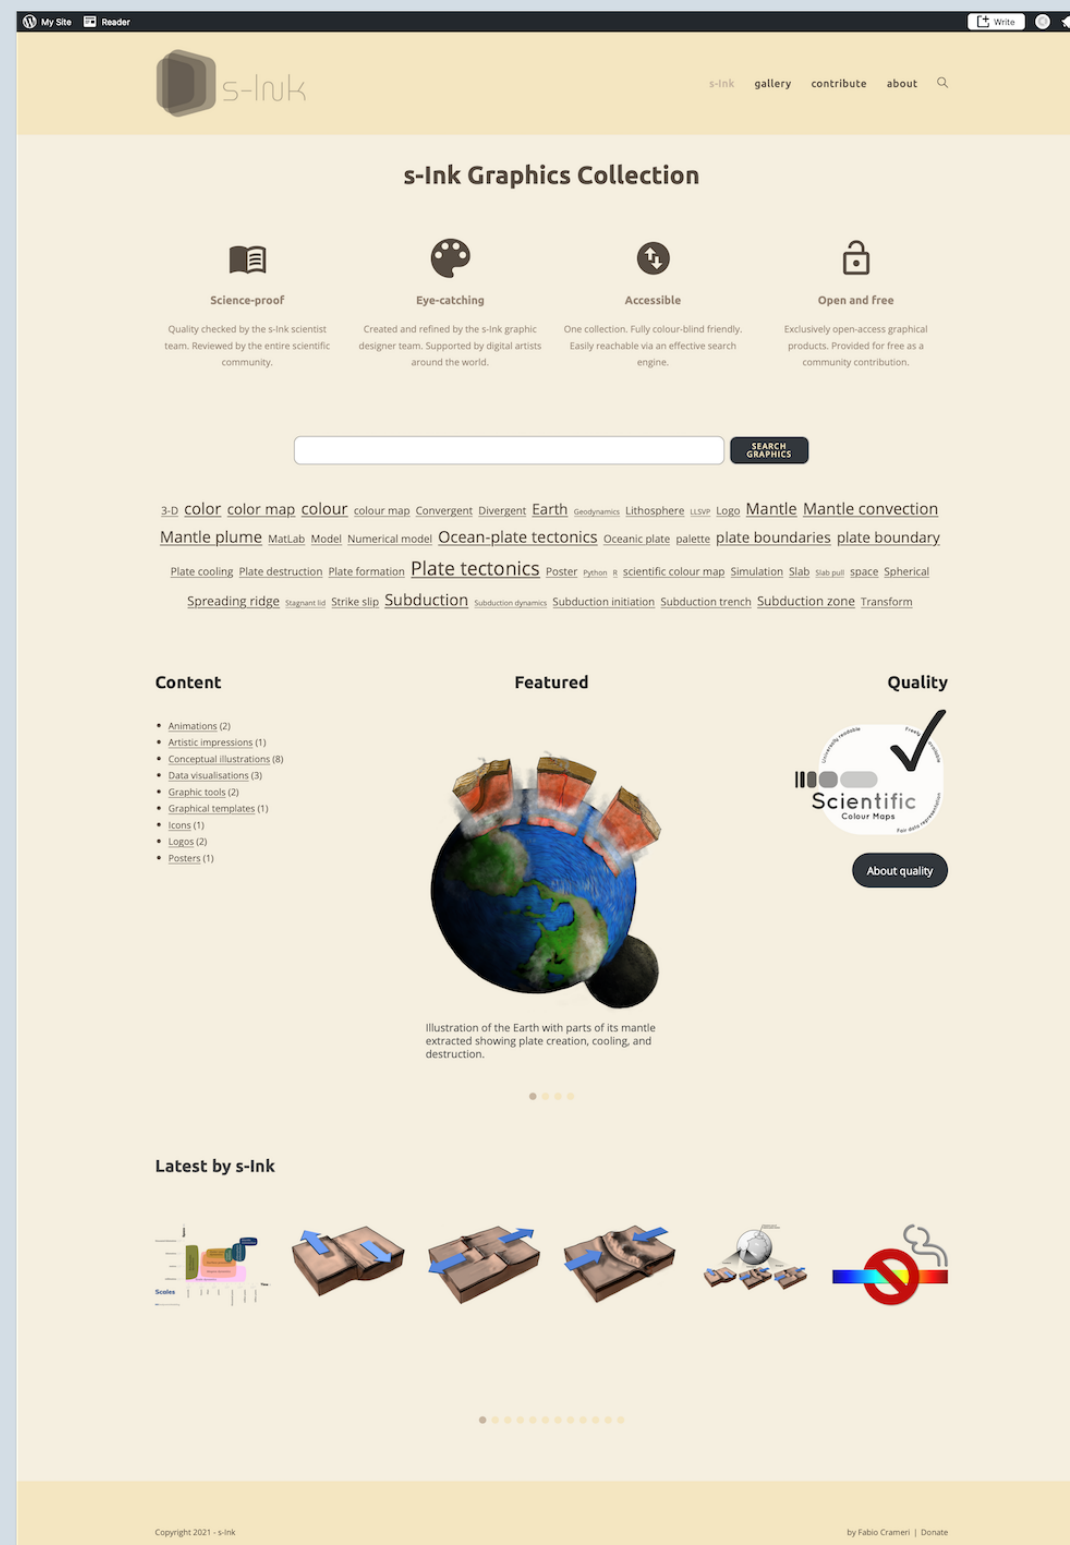 My Site Reader Write
s-Ink
s-Ink gallery contribute about
s-Ink Graphics Collection
Science-proof
Quality checked by the s-Ink scientist
team. Reviewed by the entire scientific
community.
Eye-catching
Created and refined by the s-Ink graphic
designer team. Supported by digital artists
around the world.
Accessible
One collection. Fully colour-blind friendly.
Easily reachable via an effective search
engine.
Open and free
Exclusively open-access graphical
products. Provided for free as a
community contribution.
SEARCH
GRAPHICS
3-D color color map colour colour map Convergent Divergent Earth Geodynamics Lithosphere LLSVP Logo Mantle Mantle convection
Mantle plume MatLab Model Numerical model Ocean-plate tectonics Oceanic plate palette plate boundaries plate boundary
Plate cooling Plate destruction Plate formation Plate tectonics Poster Python R scientific colour map Simulation Slab Slab pull space Spherical
Spreading ridge Stagnant lid Strike slip Subduction Subduction dynamics Subduction initiation Subduction trench Subduction zone Transform
Content
Animations (2)
Artistic impressions (1)
Conceptual illustrations (8)
Data visualisations (3)
Graphic tools (2)
Graphical templates (1)
Icons (1)
Logos (2)
Posters (1)
Featured
Illustration of the Earth with parts of its mantle
extracted showing plate creation, cooling, and
destruction.
Quality
Universally readable
Freely available
Scientific
Colour Maps
Fair data representation
About quality
Latest by s-Ink
Scales
Copyright 2021 - s-Ink
by Fabio Crameri | Donate